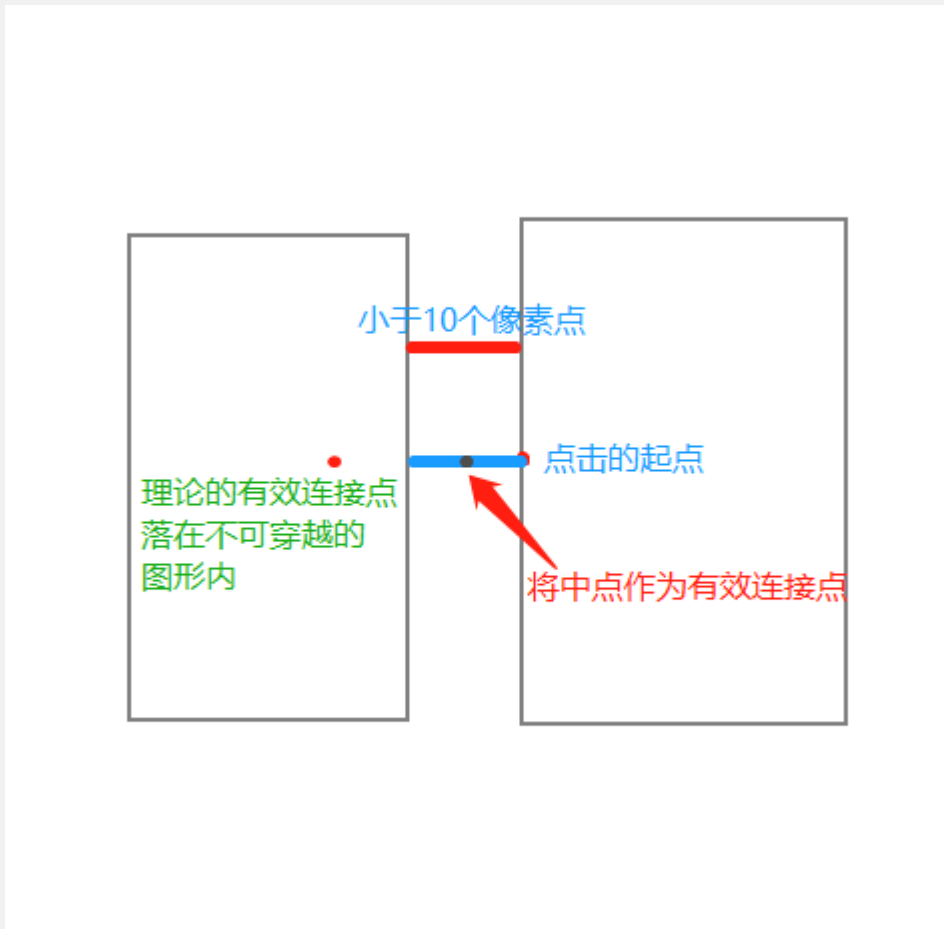 小于10个像素点
点击的起点
理论的有效连接点
落在不可穿越的
图形内
将中点作为有效连接点